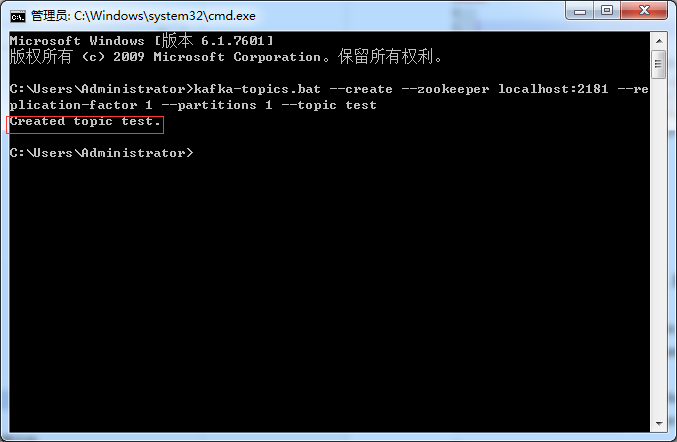 管理员: C:\Windows\system32\cmd.exe
Microsoft Windows [版本 6.1.7601]
版权所有 (c) 2009 Microsoft Corporation。保留所有权利。
C:\Users\Administrator>kafka-topics.bat --create --zookeeper localhost:2181 --re
plication-factor 1 --partitions 1 --topic test
Created topic test.
C:\Users\Administrator>